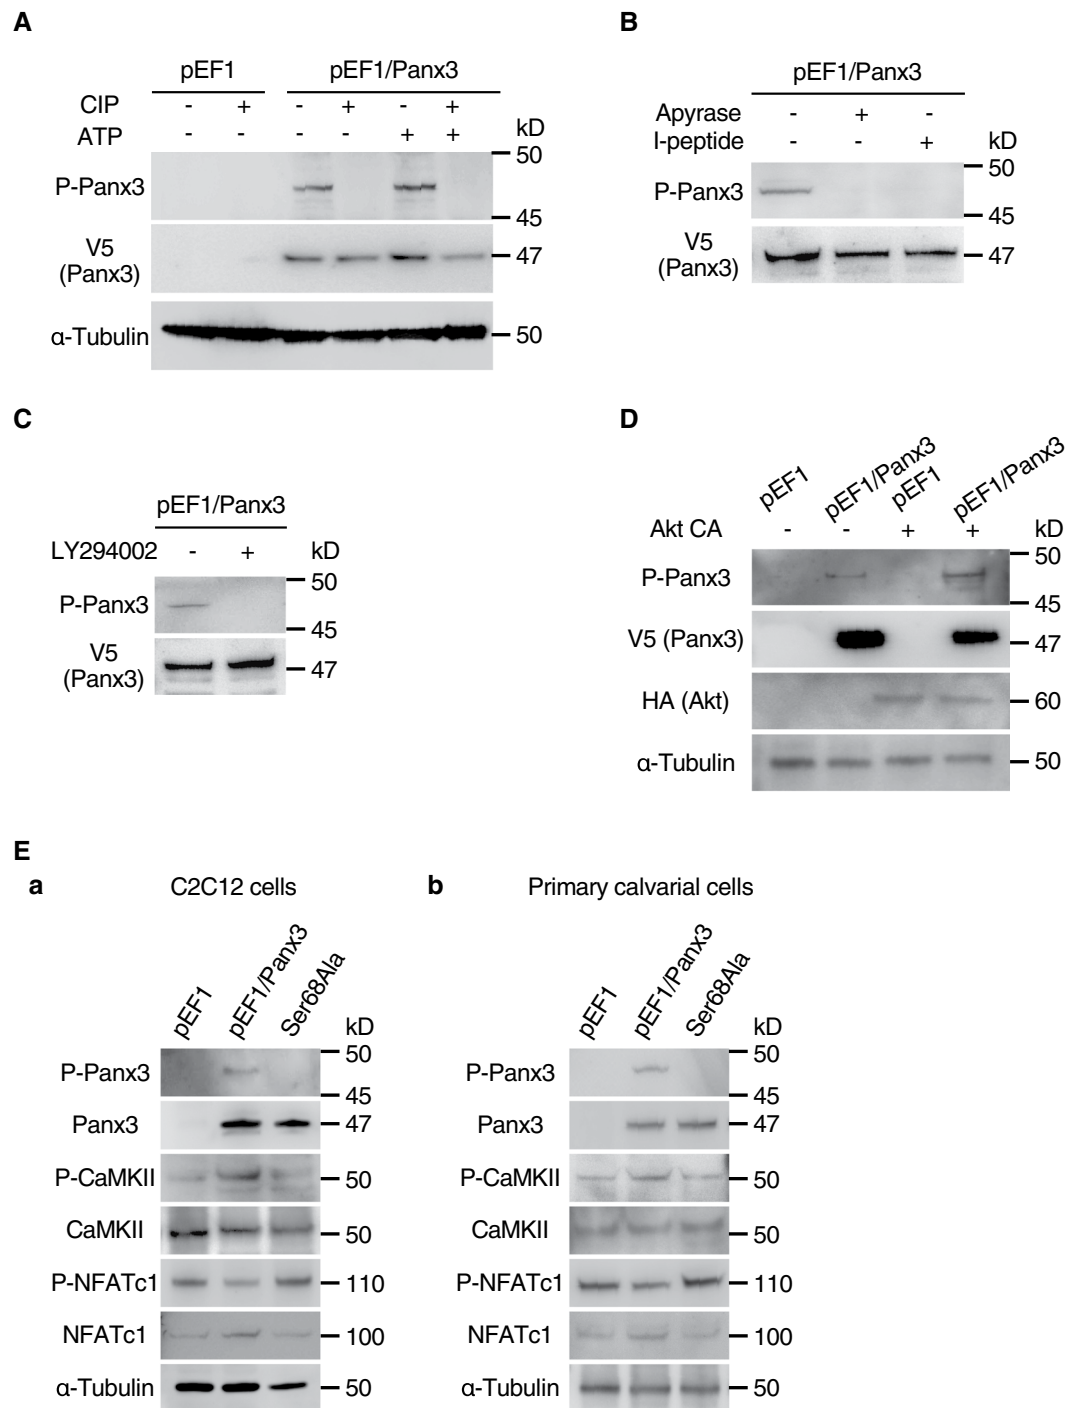 A
pEF1 pEF1/Panx3
CIP - + - + - +
ATP - - - - + + kD
50
P-Panx3
45
V5
(Panx3) 47
α-Tubulin 50
B
pEF1/Panx3
Apyrase - + -
I-peptide - - + kD
50
P-Panx3
45
V5
(Panx3) 47
C
pEF1/Panx3
LY294002 - + kD
50
P-Panx3
45
V5
(Panx3) 47
D
pEF1 pEF1/Panx3 pEF1 pEF1/Panx3
Akt CA - - + + kD
50
P-Panx3
45
V5 (Panx3) 47
HA (Akt) 60
α-Tubulin 50
E
a C2C12 cells
pEF1 pEF1/Panx3 Ser68Ala
kD
50
P-Panx3
45
Panx3 47
P-CaMKII 50
CaMKII 50
P-NFATc1 110
NFATc1 100
α-Tubulin 50
b Primary calvarial cells
pEF1 pEF1/Panx3 Ser68Ala
kD
50
P-Panx3
45
Panx3 47
P-CaMKII 50
CaMKII 50
P-NFATc1 110
NFATc1 100
α-Tubulin 50